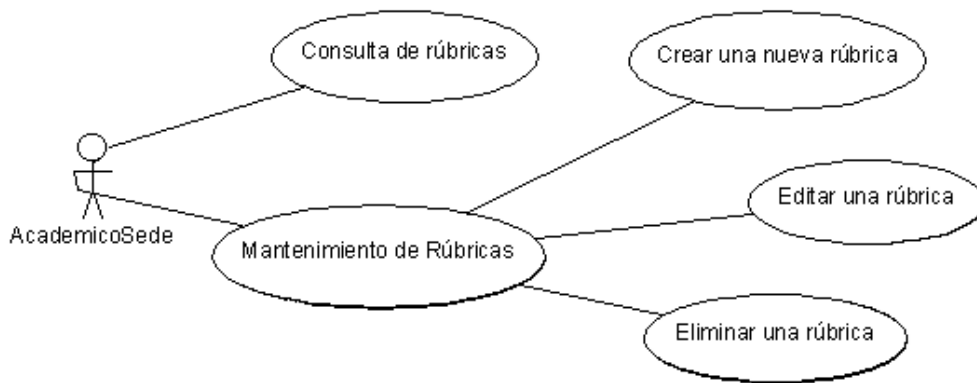 Consulta de rúbricas
Crear una nueva rúbrica
Editar una rúbrica
AcademicoSede
Mantenimiento de Rúbricas
Eliminar una rúbrica